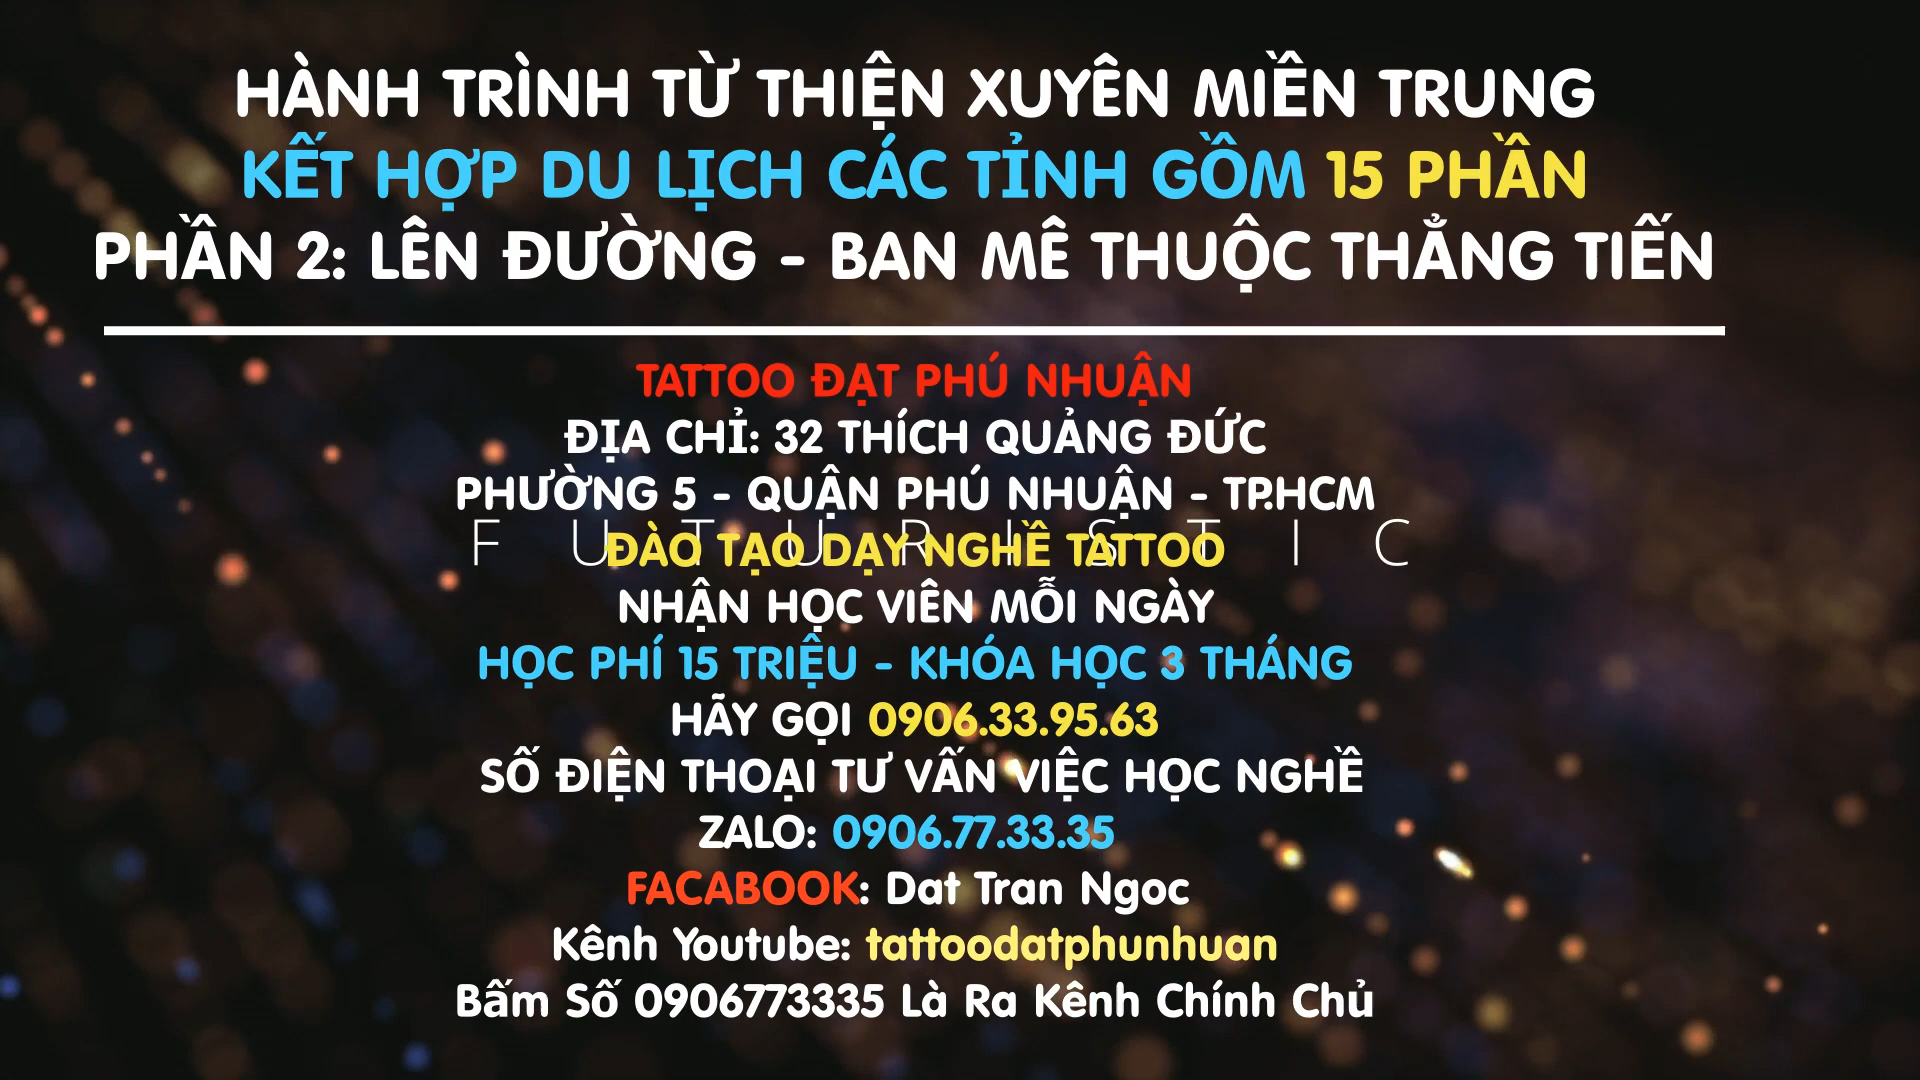 HÀNH TRÌNH TỪ THIỆN XUYÊN MIỀN TRUNG
KẾT HỢP DU LỊCH CÁC TỈNH GỒM 15 PHẦN
PHẦN 2: LÊN ĐƯỜNG - BAN MÊ THUỘC THẲNG TIẾN
TATTOO ĐẠT PHÚ NHUẬN
ĐỊA CHỈ: 32 THÍCH QUẢNG ĐỨC
PHƯỜNG 5 - QUẬN PHÚ NHUẬN - TP.HCM
FUTURISTIC
ĐÀO TẠO DẠY NGHỀ TATTOO
NHẬN HỌC VIÊN MỖI NGÀY
HỌC PHÍ 15 TRIỆU - KHÓA HỌC 3 THÁNG
HÃY GỌI 0906.33.95.63
SỐ ĐIỆN THOẠI TƯ VẤN VIỆC HỌC NGHỀ
ZALO: 0906.77.33.35
FACABOOK: Dat Tran Ngoc
Kênh Youtube: tattoodatphunhuan
Bấm Số 0906773335 Là Ra Kênh Chính Chủ